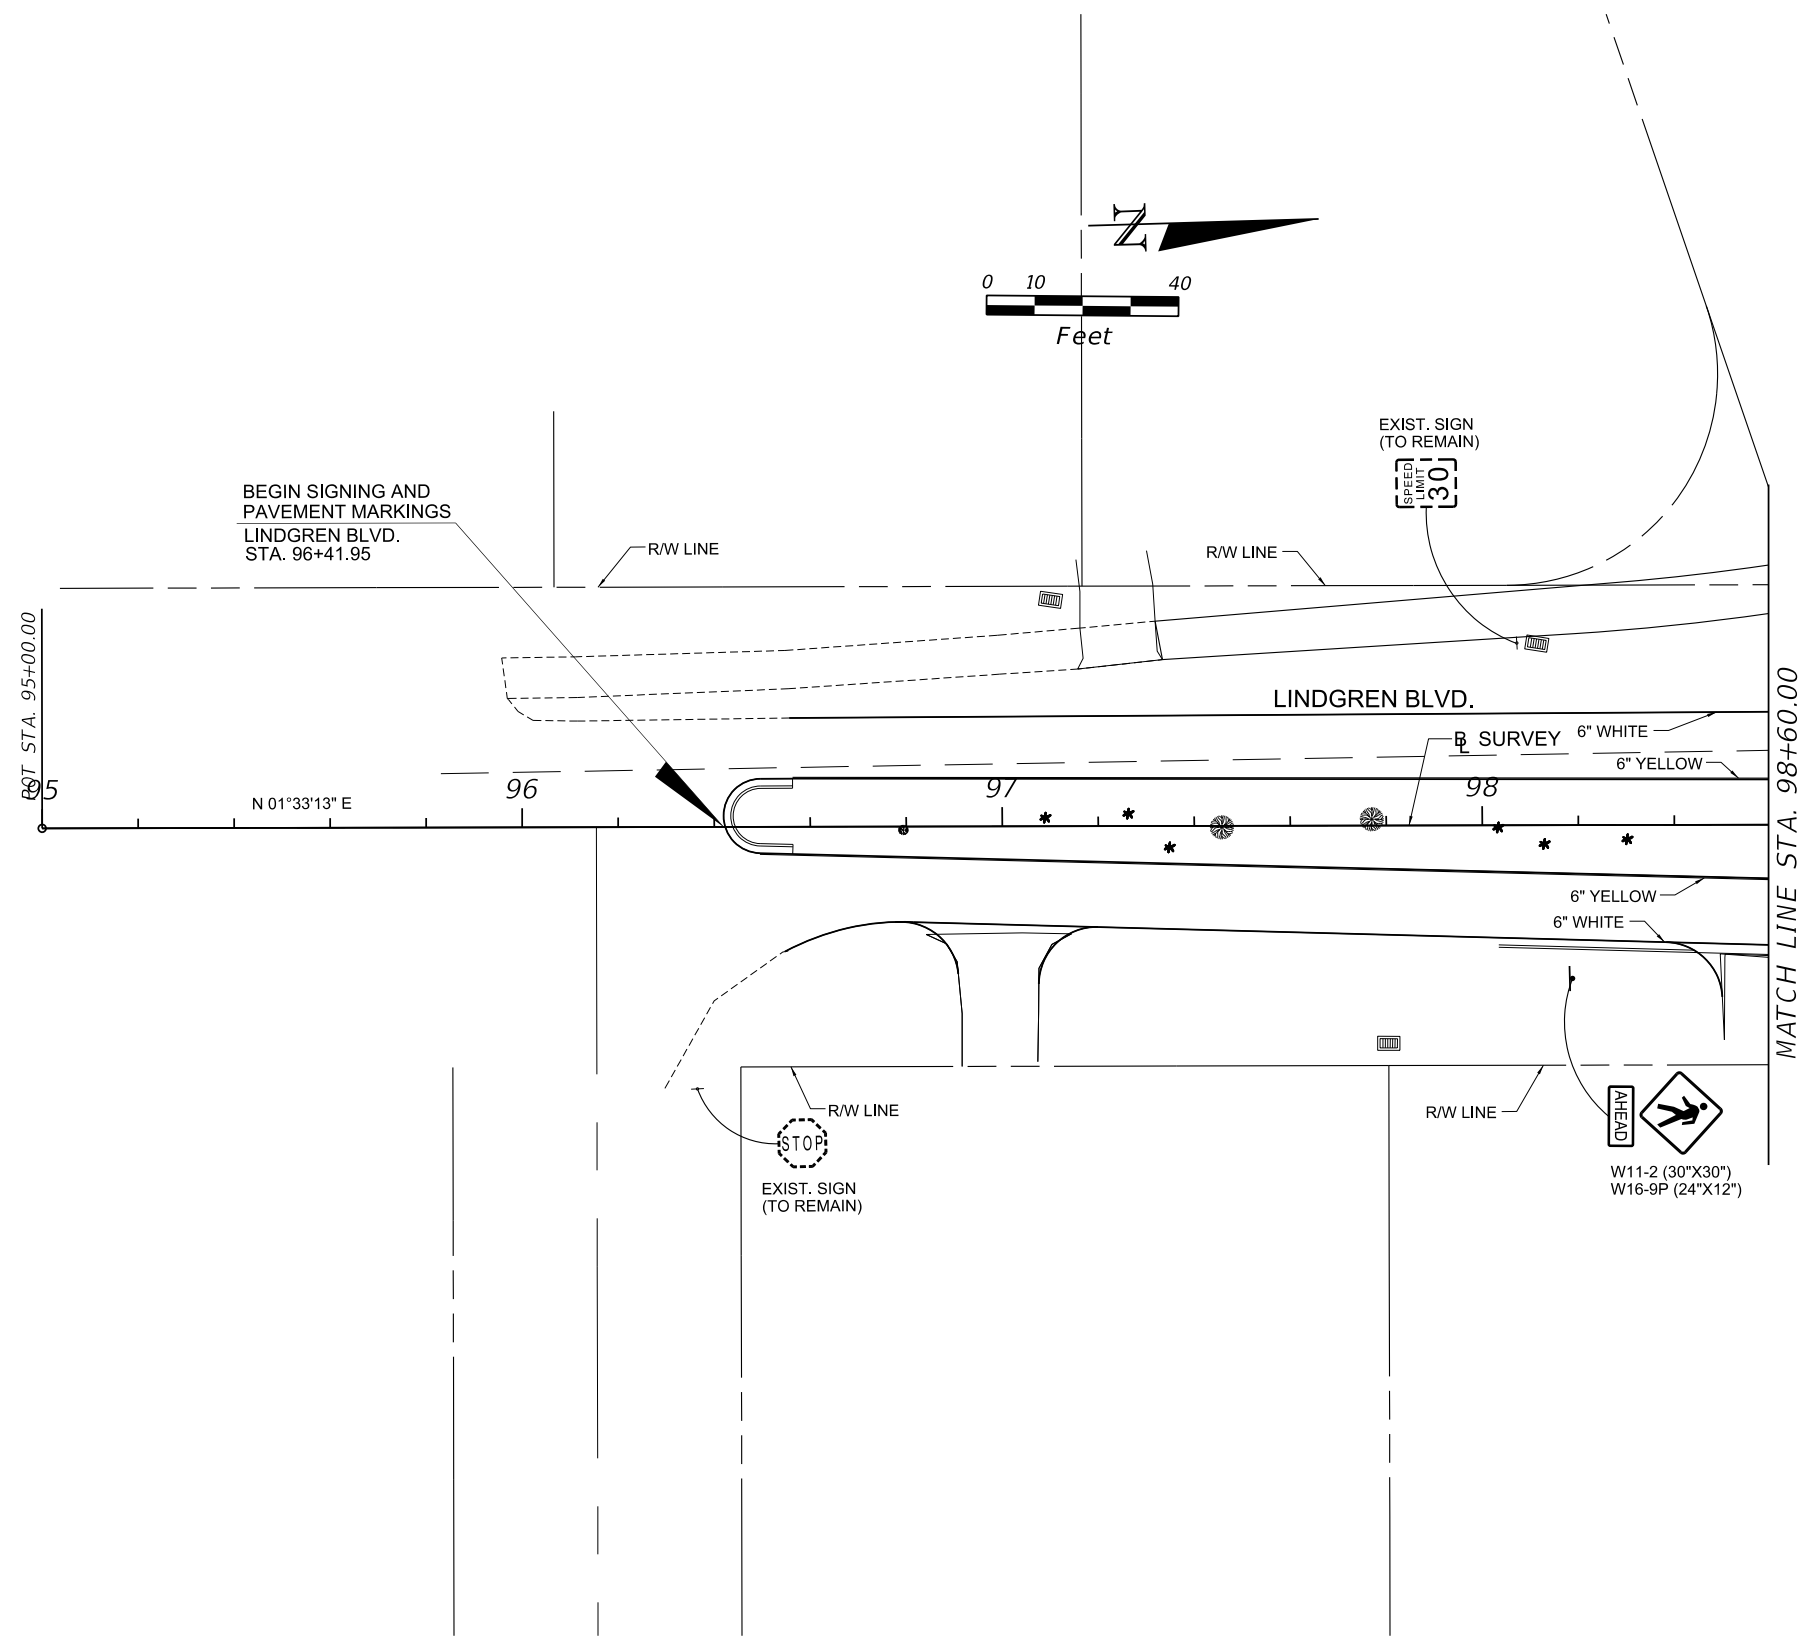 N
0 10 40
Feet
EXIST. SIGN
(TO REMAIN)
SPEED
LIMIT
30
BEGIN SIGNING AND
PAVEMENT MARKINGS
LINDGREN BLVD.
STA. 96+41.95
R/W LINE
R/W LINE
POT STA. 95+00.00
LINDGREN BLVD.
6" WHITE
BL SURVEY
6" YELLOW
95
96
97
98
N 01°33'13" E
MATCH LINE STA. 98+60.00
6" YELLOW
6" WHITE
R/W LINE
R/W LINE
STOP
EXIST. SIGN
(TO REMAIN)
AHEAD
W11-2 (30"X30")
W16-9P (24"X12")